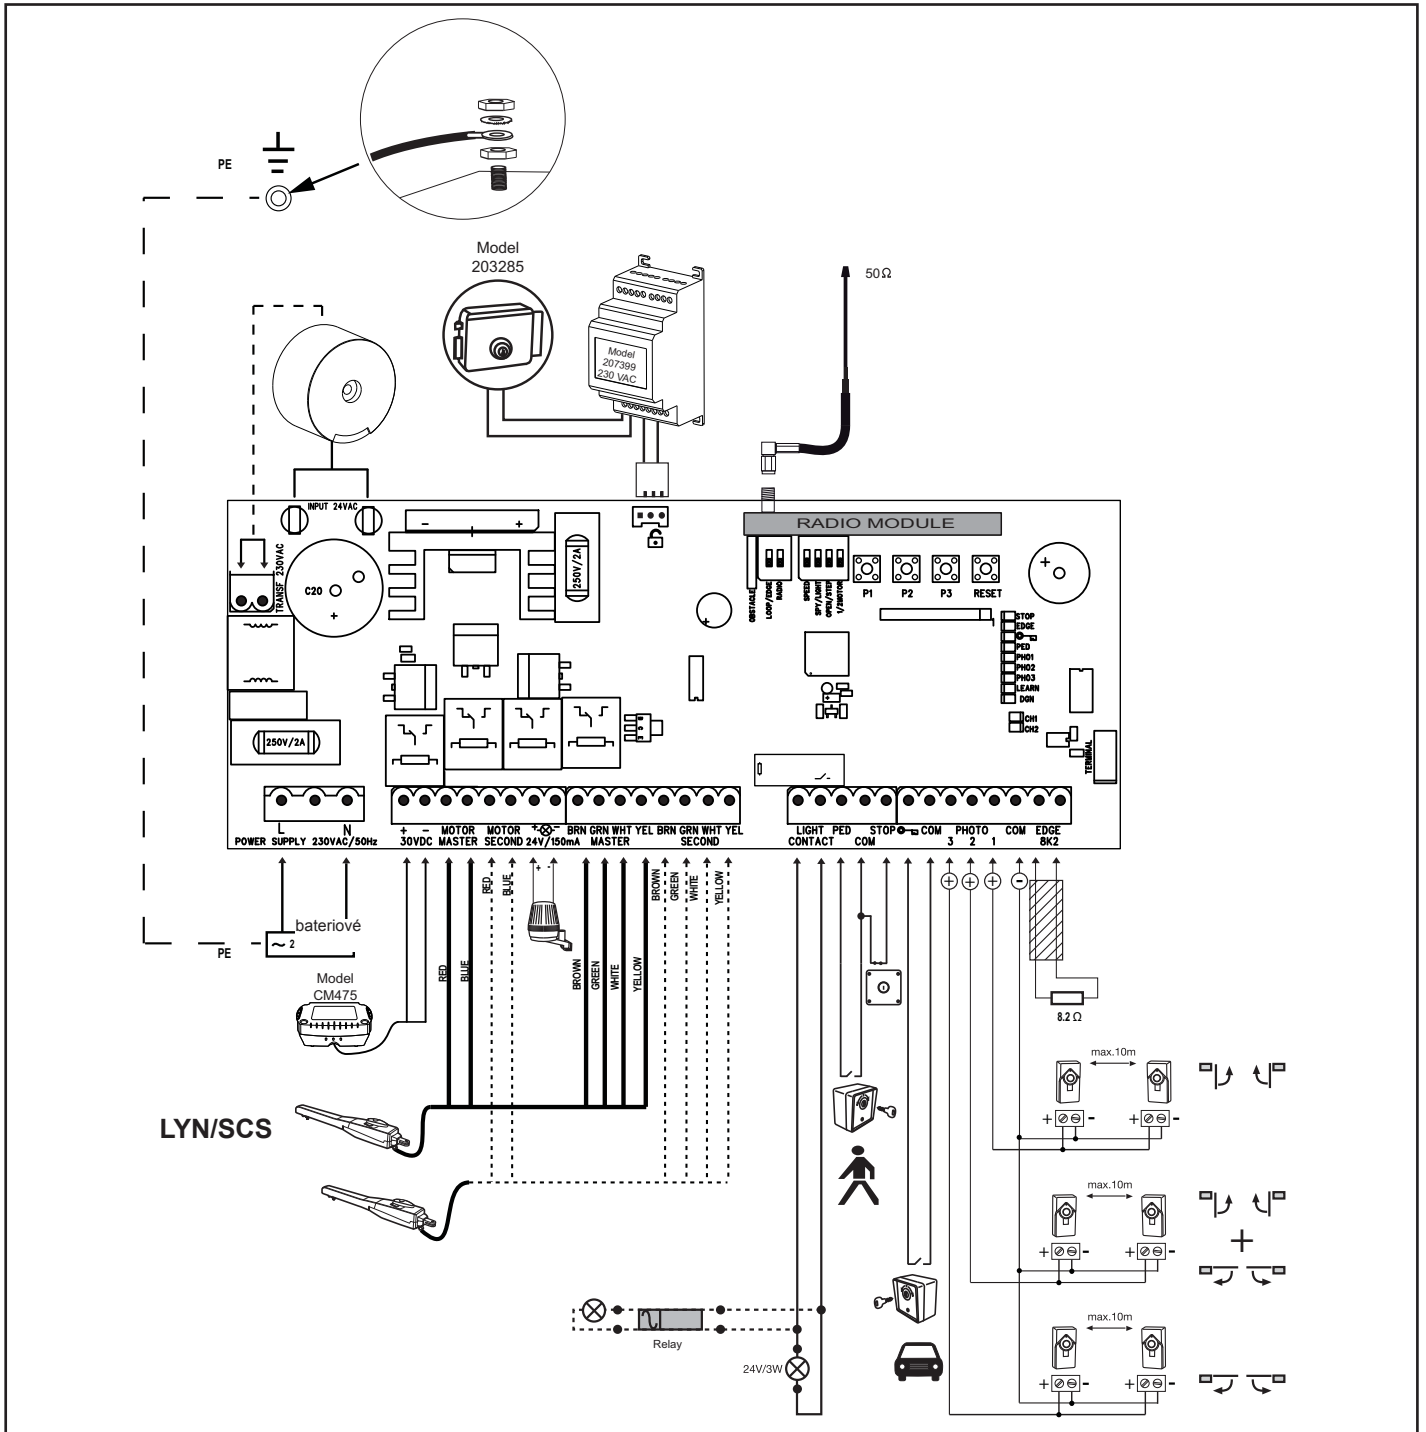 PE
Model
203285
Model
207399
230 VAC
50Ω
INPUT 24VAC
RADIO MODULE
TRANSF 230VAC
C20
+
-
+
250V/2A
+
OBSTACLE
LOOP/EDGE
RADIO
SPEED
SPY/LIGHT
OPEN/STEP
1/2MOTOR
P1
P2
P3
RESET
+
STOP
EDGE
PED
PHO1
PHO2
PHO3
LEARN
DGN
CH1
CH2
TERMINAL
250V/2A
B C E
L
N
POWER SUPPLY 230VAC/50Hz
+ -
30VDC
MOTOR
MASTER
MOTOR
SECOND
+ -
24V/150mA
BRN GRN WHT YEL
MASTER
BRN GRN WHT YEL
SECOND
LIGHT
CONTACT
PED
COM
STOP
COM
PHOTO
3 2 1
COM
EDGE
8K2
RED
BLUE
+ -
BROWN
GREEN
WHITE
YELLOW
+ + + -
bateriové
~ 2
PE
RED
BLUE
BROWN
GREEN
WHITE
YELLOW
Model
CM475
8.2 Ω
max.10m
+ - + -
LYN/SCS
max.10m
+ - + -
+
max.10m
+ - + -
Relay
24V/3W